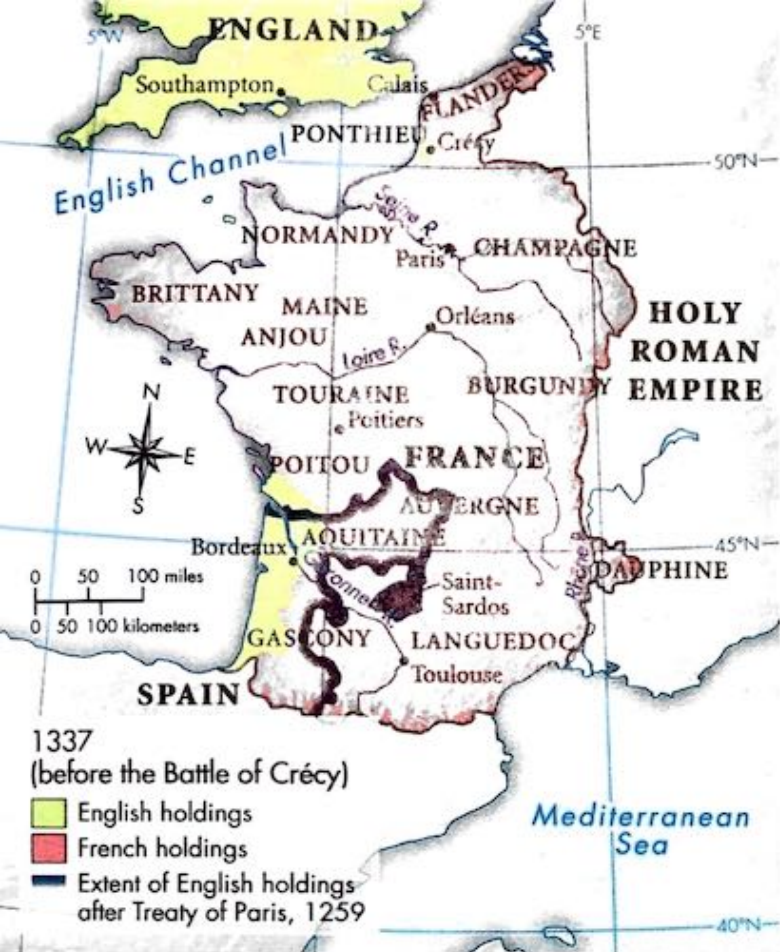 5°W
ENGLAND
5°E
Southampton
Calais
FLANDERS
PONTHIEU
Crécy
English Channel
50°N
Seine R.
NORMANDY
Paris
CHAMPAGNE
BRITTANY
MAINE
Orléans
HOLY
ROMAN
EMPIRE
ANJOU
Loire R.
TOURAINE
BURGUNDY
N
W
E
S
Poitiers
POITOU
FRANCE
AUVERGNE
AQUITAINE
Bordeaux
45°N
Rhône R.
DAUPHINE
0 50 100 miles
0 50 100 kilometers
Garonne R.
Saint-
Sardos
GASCONY
LANGUEDOC
Toulouse
SPAIN
1337
(before the Battle of Crécy)
English holdings
French holdings
Extent of English holdings
after Treaty of Paris, 1259
Mediterranean
Sea
40°N